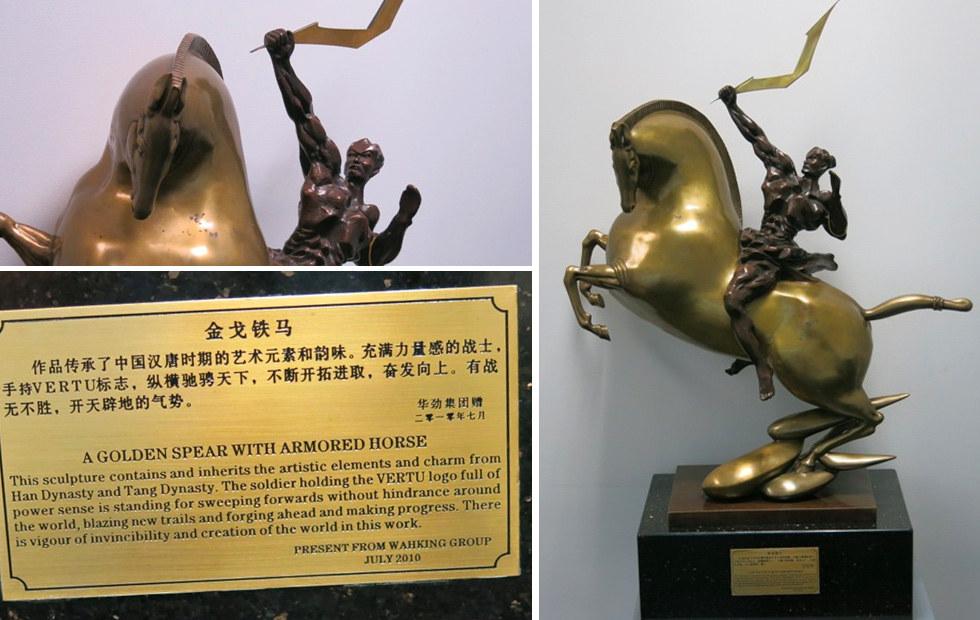 金戈铁马
作品传承了中国汉唐时期的艺术元素和韵味。充满力量感的战士，
手持VERTU标志，纵横驰骋天下，不断开拓进取，奋发向上。有战
无不胜，开天辟地的气势。
华劲集团赠
二零一零年七月
A GOLDEN SPEAR WITH ARMORED HORSE
This sculpture contains and inherits the artistic elements and charm from
Han Dynasty and Tang Dynasty. The soldier holding the VERTU logo full of
power sense is standing for sweeping forwards without hindrance around
the world, blazing new trails and forging ahead and making progress. There
is vigour of invincibility and creation of the world in this work.
PRESENT FROM WAHKING GROUP
JULY 2010